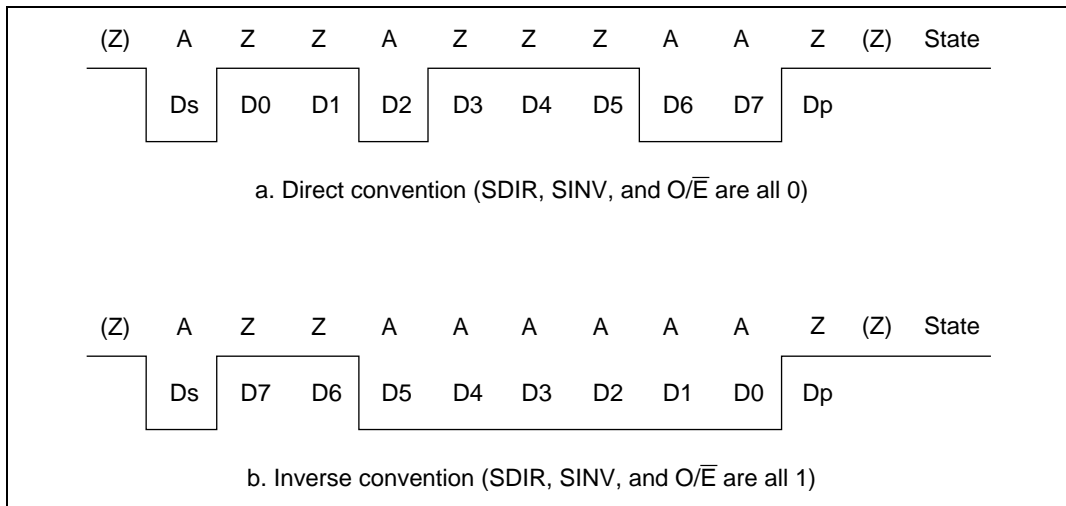 (Z) A Z Z A Z Z Z A A Z (Z) State
Ds D0 D1 D2 D3 D4 D5 D6 D7 Dp
a. Direct convention (SDIR, SINV, and O/E̅ are all 0)
(Z) A Z Z A A A A A A Z (Z) State
Ds D7 D6 D5 D4 D3 D2 D1 D0 Dp
b. Inverse convention (SDIR, SINV, and O/E̅ are all 1)